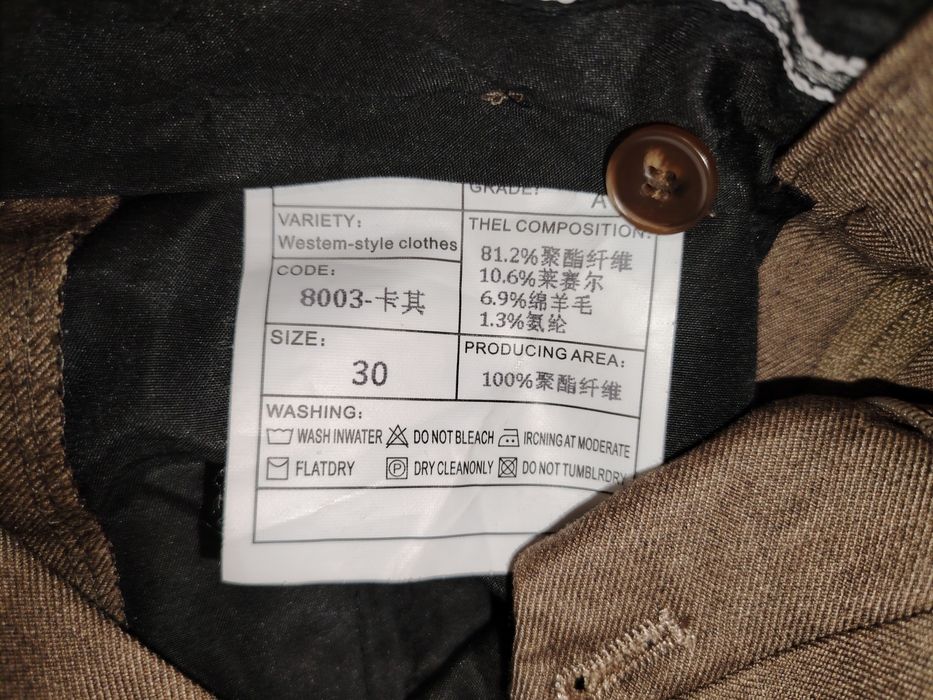 GRADE:
A
VARIETY:
Westem-style clothes
THEL COMPOSITION:
81.2%聚酯纤维
10.6%莱赛尔
6.9%绵羊毛
1.3%氨纶
CODE:
8003-卡其
SIZE:
30
PRODUCING AREA:
100%聚酯纤维
WASHING:
WASH INWATER DO NOT BLEACH IRCNING AT MODERATE
FLATDRY P DRY CLEANONLY DO NOT TUMBLRDRY